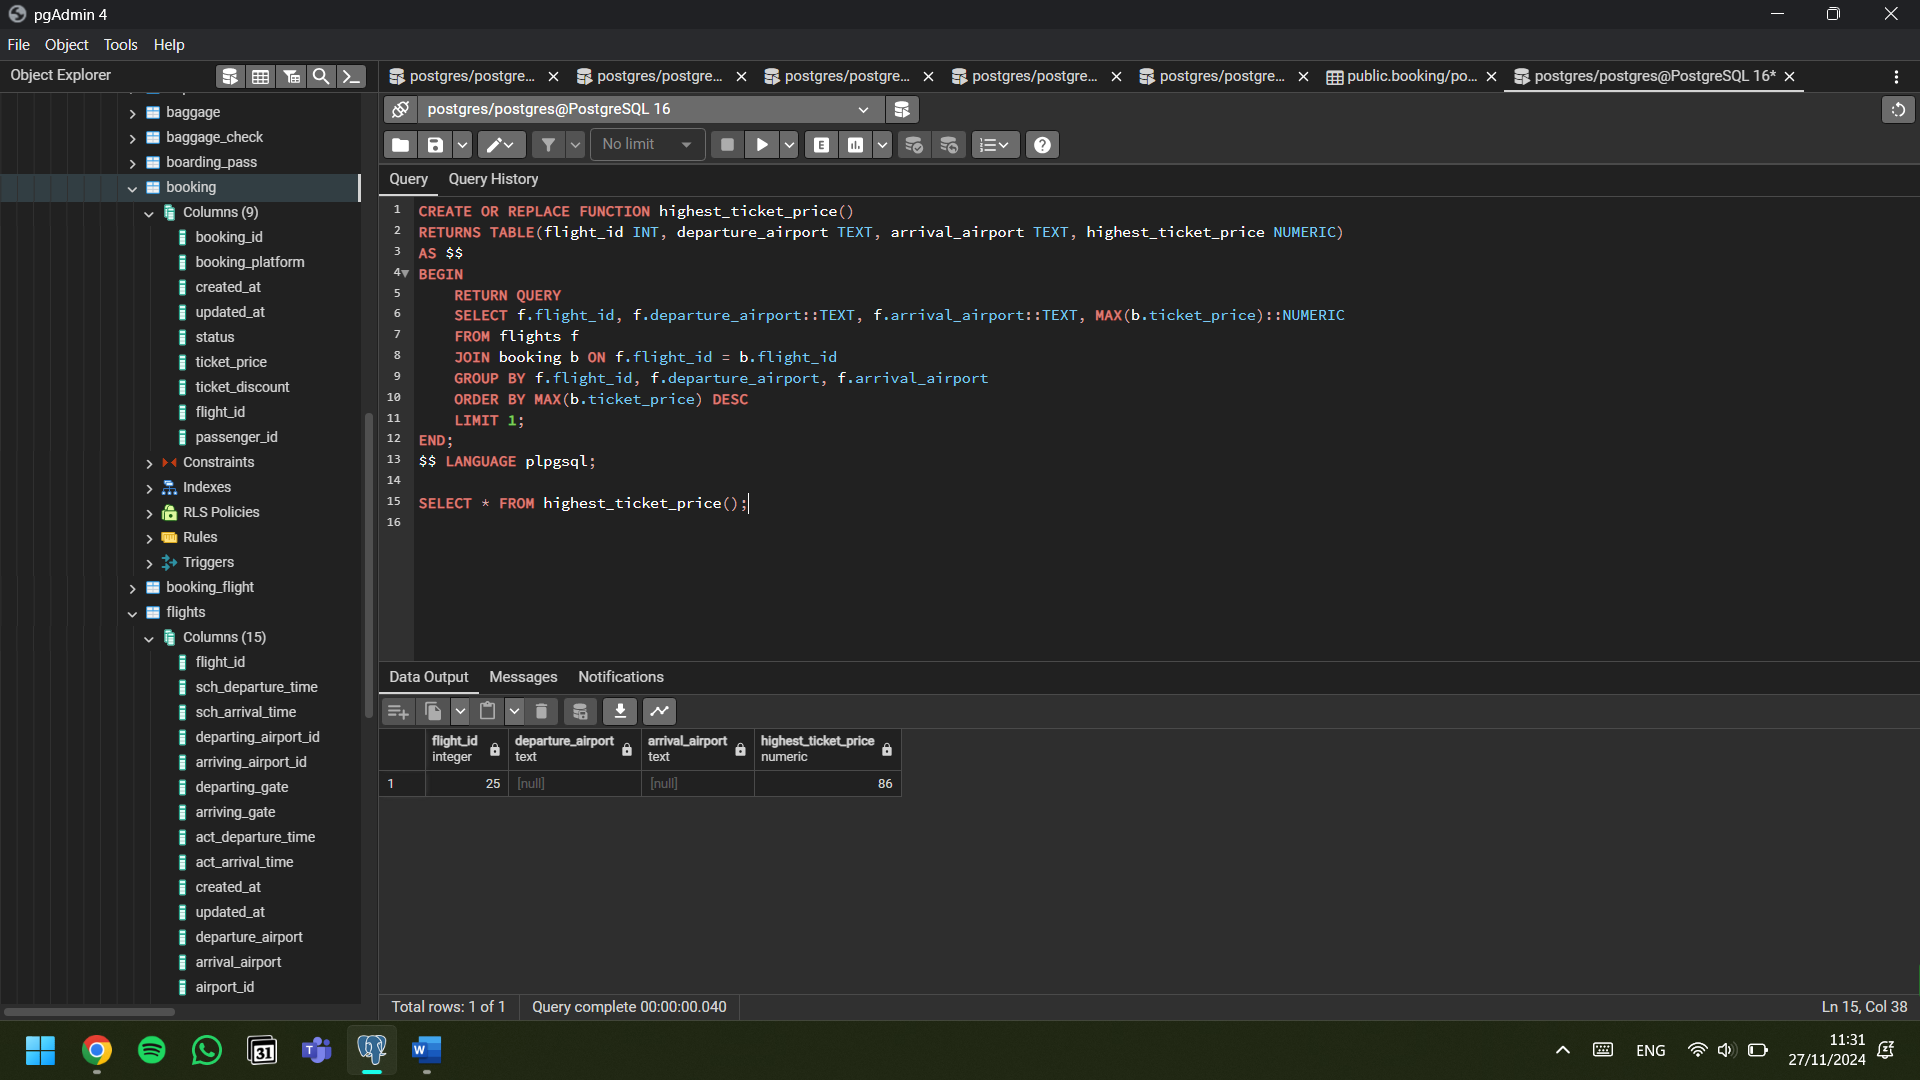 pgAdmin 4
File Object Tools Help
Object Explorer
postgres/postgre...
postgres/postgre...
postgres/postgre...
postgres/postgre...
postgres/postgre...
public.booking/po...
postgres/postgres@PostgreSQL 16*
baggage
baggage_check
boarding_pass
booking
Columns (9)
booking_id
booking_platform
created_at
updated_at
status
ticket_price
ticket_discount
flight_id
passenger_id
Constraints
Indexes
RLS Policies
Rules
Triggers
booking_flight
flights
Columns (15)
flight_id
sch_departure_time
sch_arrival_time
departing_airport_id
arriving_airport_id
departing_gate
arriving_gate
act_departure_time
act_arrival_time
created_at
updated_at
departure_airport
arrival_airport
airport_id
postgres/postgres@PostgreSQL 16
No limit
E
Query Query History
1 CREATE OR REPLACE FUNCTION highest_ticket_price()
2 RETURNS TABLE(flight_id INT, departure_airport TEXT, arrival_airport TEXT, highest_ticket_price NUMERIC)
3 AS $$
4 BEGIN
5 RETURN QUERY
6 SELECT f.flight_id, f.departure_airport::TEXT, f.arrival_airport::TEXT, MAX(b.ticket_price)::NUMERIC
7 FROM flights f
8 JOIN booking b ON f.flight_id = b.flight_id
9 GROUP BY f.flight_id, f.departure_airport, f.arrival_airport
10 ORDER BY MAX(b.ticket_price) DESC
11 LIMIT 1;
12 END;
13 $$ LANGUAGE plpgsql;
14
15 SELECT * FROM highest_ticket_price();
16
Data Output Messages Notifications
flight_id departure_airport arrival_airport highest_ticket_price
integer text text numeric
1 25 [null] [null] 86
Total rows: 1 of 1 Query complete 00:00:00.040 Ln 15, Col 38
31
ENG
11:31
27/11/2024